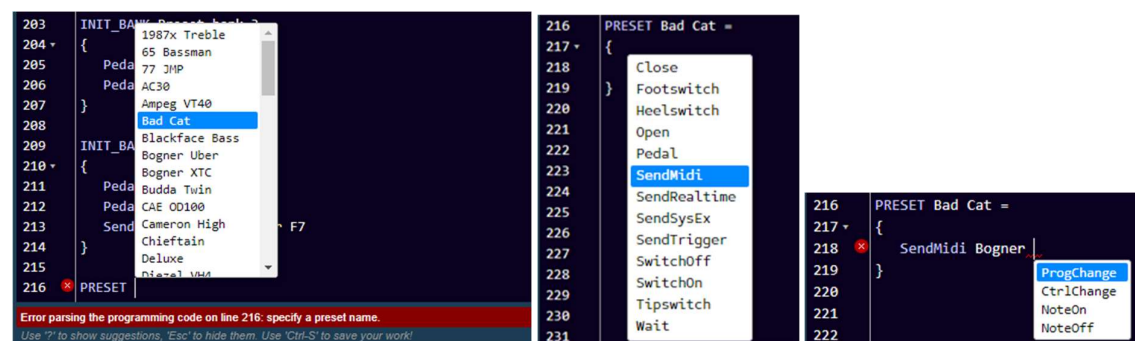 203 INIT_BANK Preset bank 2
1987x Treble
204 {
65 Bassman
205 Peda
77 JMP
206 Peda
AC30
207 }
Ampeg VT40
208
Bad Cat
Blackface Bass
209 INIT_BA
Bogner Uber
210 {
Bogner XTC
211 Peda
Budda Twin
212 Peda
CAE OD100
213 Send
Cameron High
r F7
214 }
Chieftain
Deluxe
215
Diezel VH4
216 PRESET
Error parsing the programming code on line 216: specify a preset name.
Use '?' to show suggestions, 'Esc' to hide them. Use 'Ctrl-S' to save your work!
216 PRESET Bad Cat =
217 {
218
Close
219 }
Footswitch
220
Heelswitch
221
Open
222
Pedal
223
SendMidi
224
SendRealtime
225
SendSysEx
226
SendTrigger
227
SwitchOff
228
SwitchOn
229
Tipswitch
230
Wait
231
216 PRESET Bad Cat =
217 {
218 SendMidi Bogner
219 }
ProgChange
220
CtrlChange
221
NoteOn
222
NoteOff